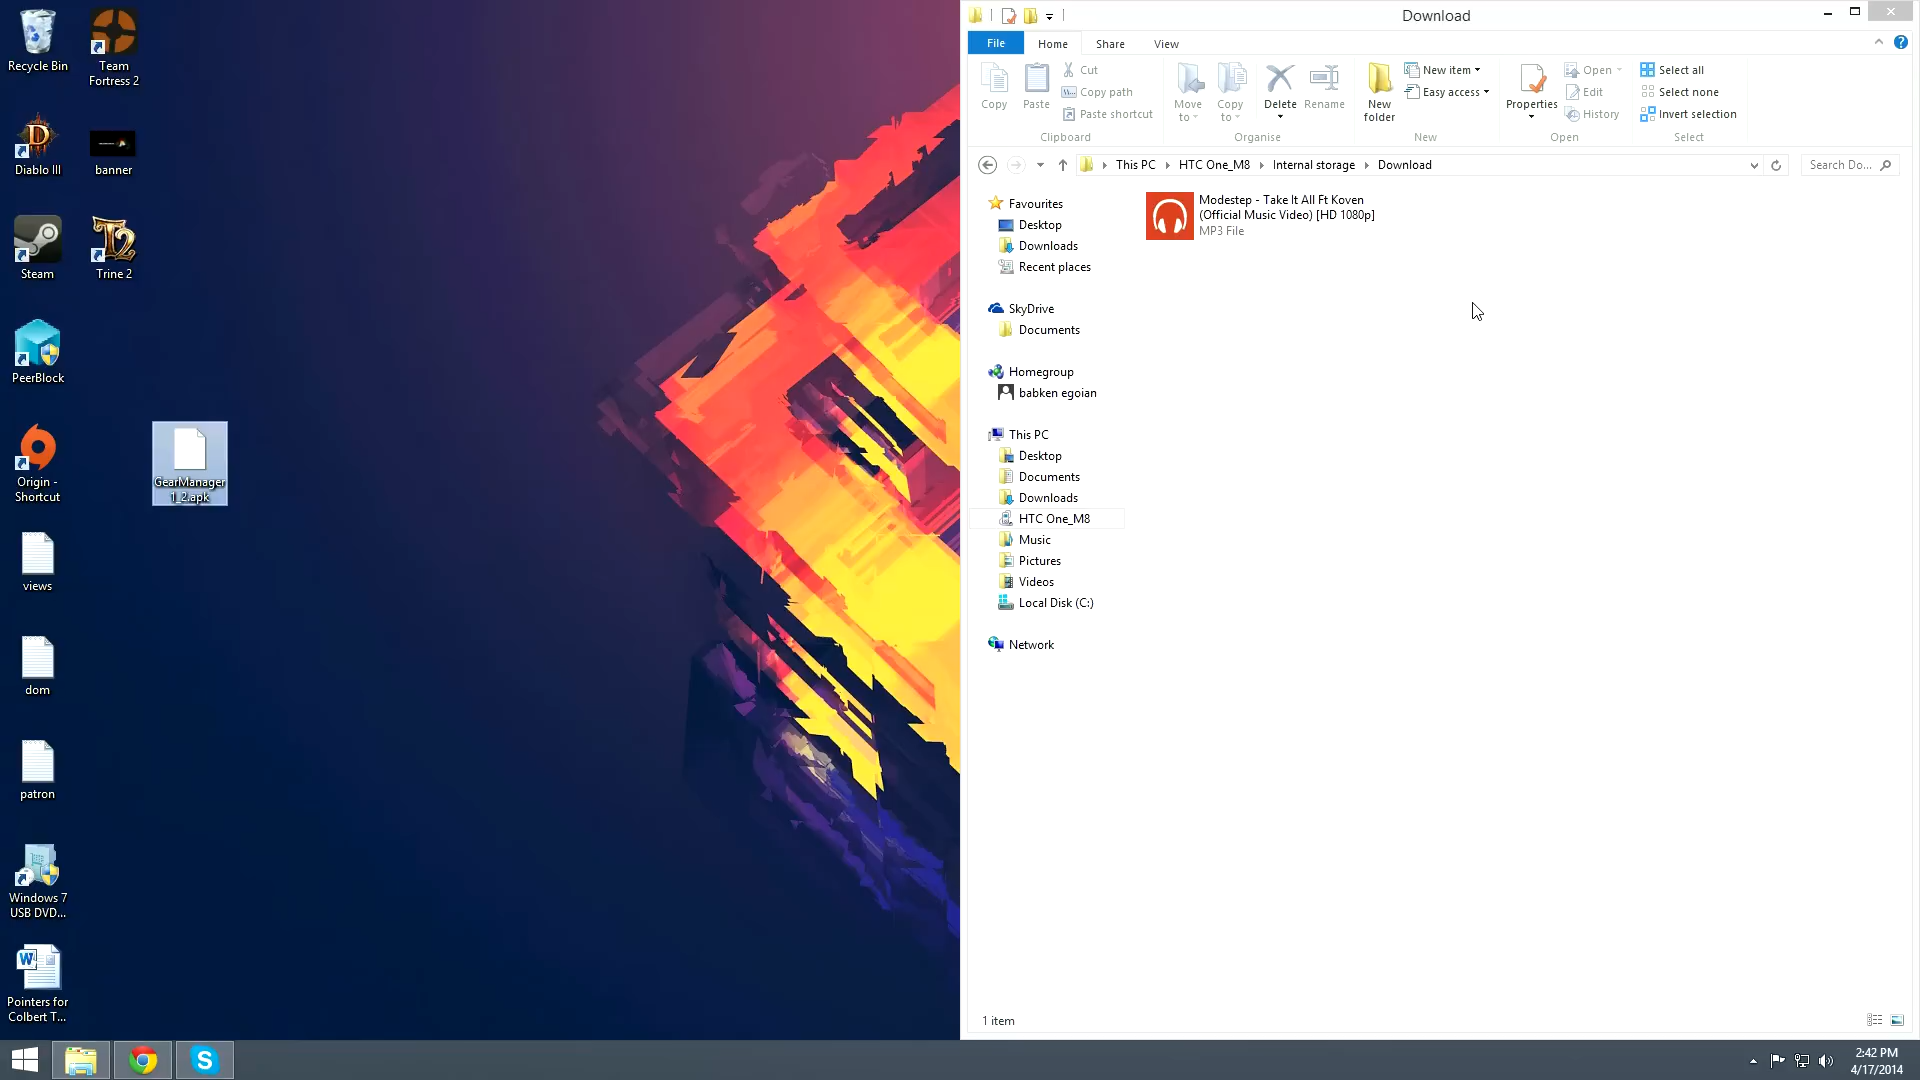 Recycle Bin
Team
Fortress 2
Diablo III
banner
Steam
Trine 2
PeerBlock
Origin -
Shortcut
GearManager
1_2.apk
views
dom
patron
Windows 7
USB DVD...
Pointers for
Colbert T...
Download
File
Home
Share
View
Copy
Paste
Cut
Copy path
Paste shortcut
Clipboard
Move
to
Copy
to
Delete
Rename
Organise
New
folder
New item
Easy access
New
Properties
Open
Edit
History
Open
Select all
Select none
Invert selection
Select
This PC
HTC One_M8
Internal storage
Download
Search Do...
Favourites
Desktop
Downloads
Recent places
SkyDrive
Documents
Homegroup
babken egoian
This PC
Desktop
Documents
Downloads
HTC One_M8
Music
Pictures
Videos
Local Disk (C:)
Network
Modestep - Take It All Ft Koven
(Official Music Video) [HD 1080p]
MP3 File
1 item
2:42 PM
4/17/2014